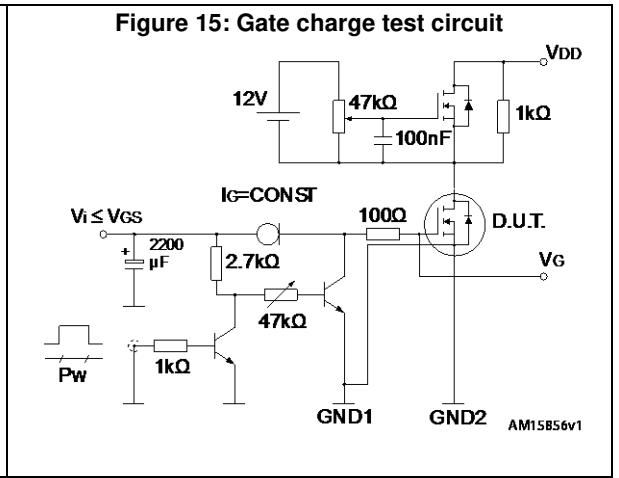 Figure 15: Gate charge test circuit
VDD
12V
47kΩ
1kΩ
100nF
IG=CONST
Vi ≤ VGS
100Ω
D.U.T.
2200
+
µF
2.7kΩ
VG
47kΩ
1kΩ
PW
GND1
GND2
AM15856v1